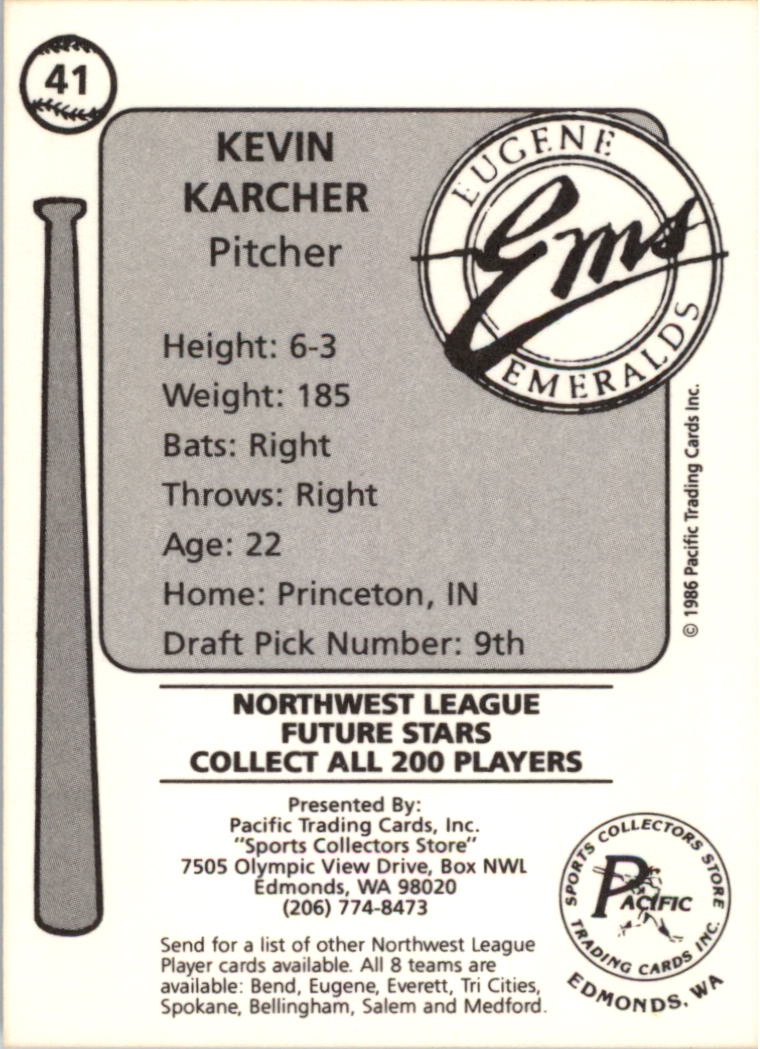 41
KEVIN
KARCHER
Pitcher
EUGENE
Ems
EMERALDS
Height: 6-3
Weight: 185
Bats: Right
Throws: Right
Age: 22
Home: Princeton, IN
Draft Pick Number: 9th
© 1986 Pacific Trading Cards Inc.
NORTHWEST LEAGUE
FUTURE STARS
COLLECT ALL 200 PLAYERS
Presented By:
Pacific Trading Cards, Inc.
"Sports Collectors Store"
7505 Olympic View Drive, Box NWL
Edmonds, WA 98020
(206) 774-8473
Send for a list of other Northwest League
Player cards available. All 8 teams are
available: Bend, Eugene, Everett, Tri Cities,
Spokane, Bellingham, Salem and Medford.
SPORTS COLLECTORS STORE
PACIFIC
TRADING CARDS INC.
EDMONDS, WA